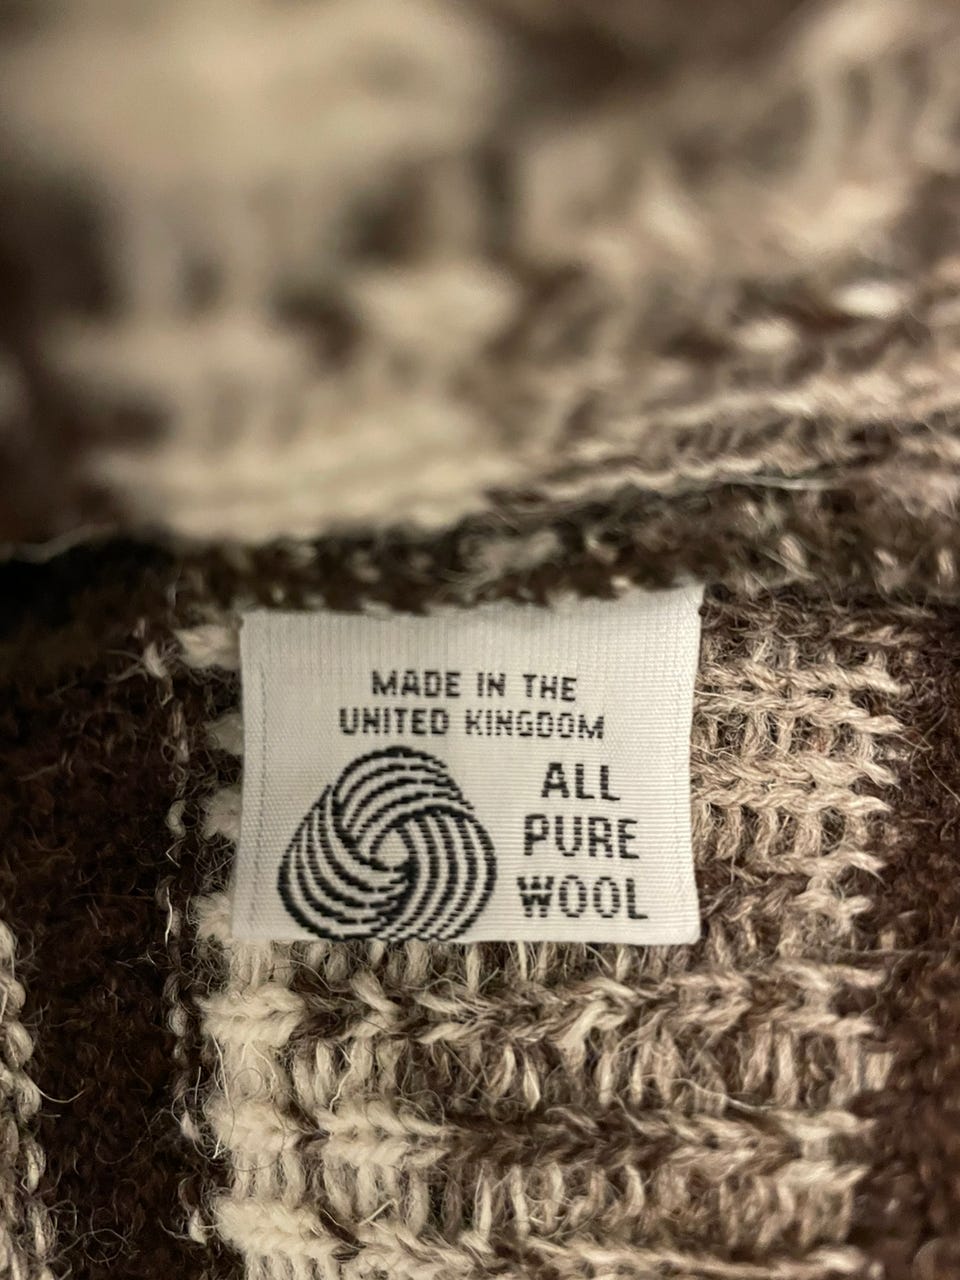 MADE IN THE
UNITED KINGDOM
ALL
PURE
WOOL